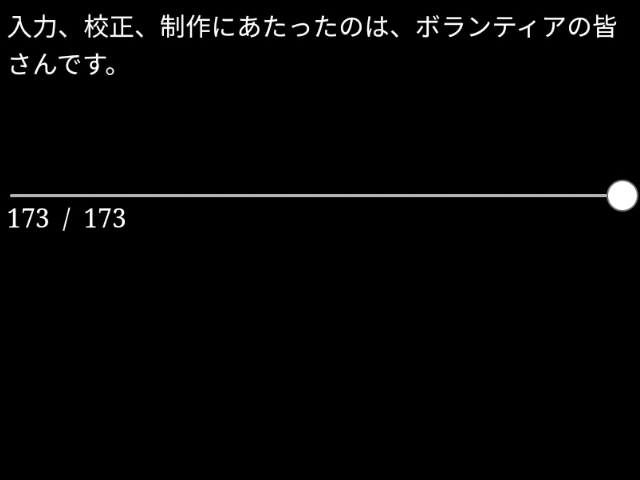 入力、校正、制作にあたったのは、ボランティアの皆
さんです。
173 / 173